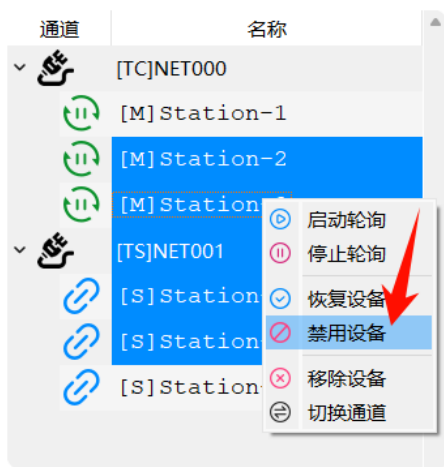 通道 名称
[TC]NET000
[M]Station-1
[M]Station-2
[M]Station-
启动轮询
[TS]NET001
停止轮询
[S]Station
恢复设备
[S]Station
禁用设备
[S]Station
移除设备
切换通道